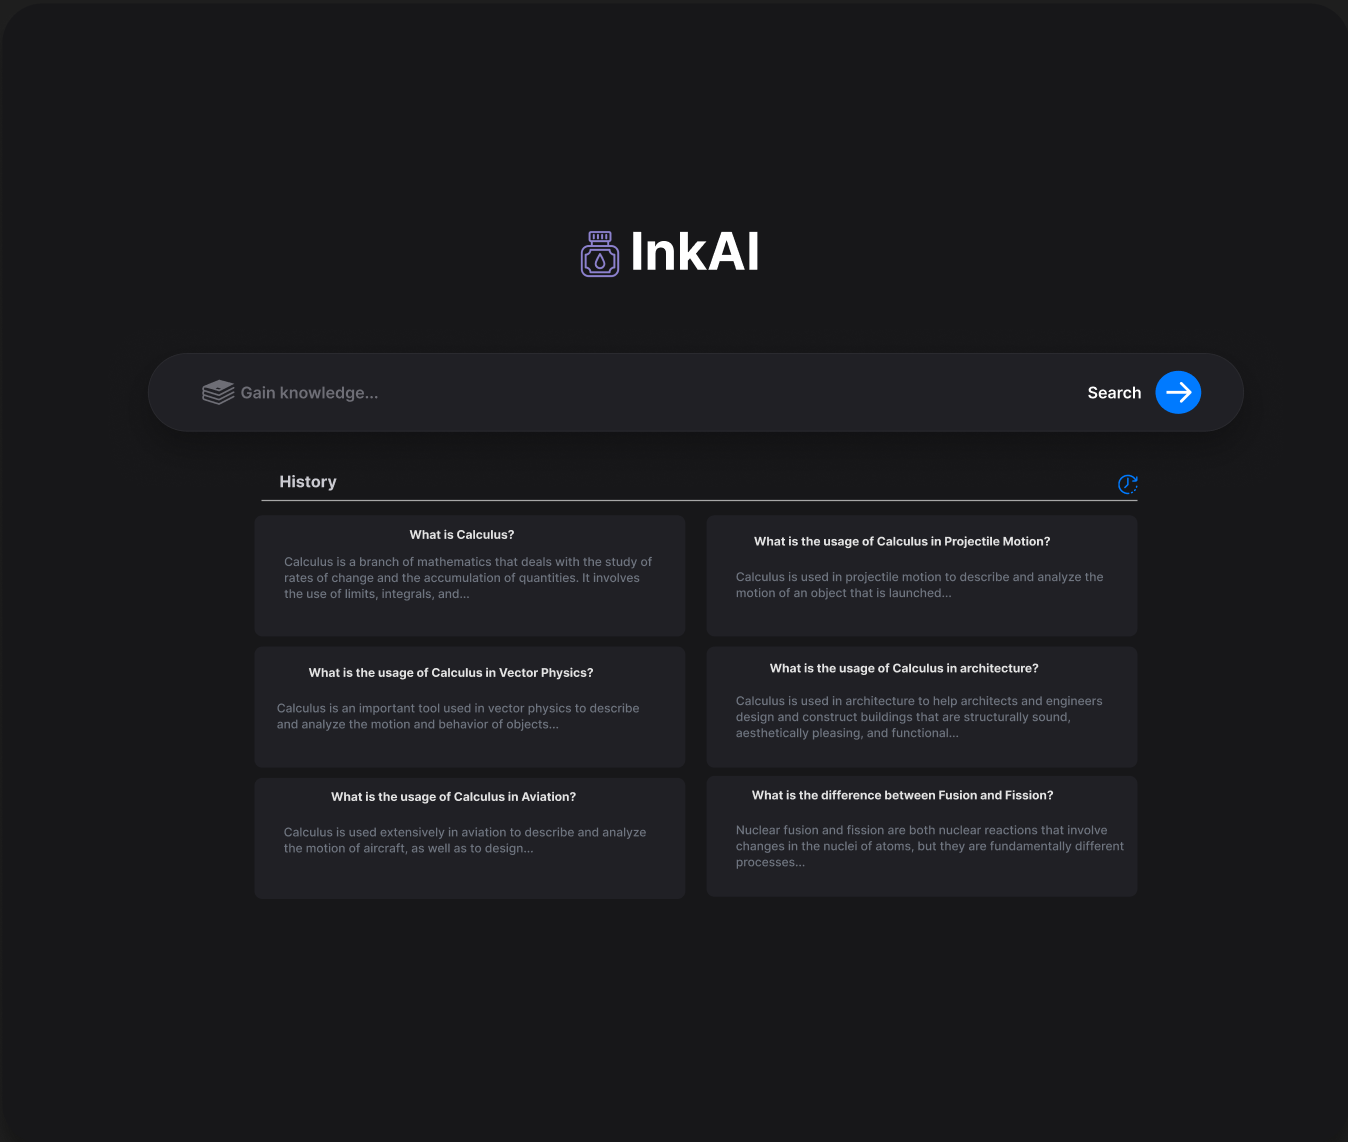 InkAI
Gain knowledge...
Search
History
What is Calculus?
Calculus is a branch of mathematics that deals with the study of
rates of change and the accumulation of quantities. It involves
the use of limits, integrals, and...
What is the usage of Calculus in Projectile Motion?
Calculus is used in projectile motion to describe and analyze the
motion of an object that is launched...
What is the usage of Calculus in Vector Physics?
Calculus is an important tool used in vector physics to describe
and analyze the motion and behavior of objects...
What is the usage of Calculus in architecture?
Calculus is used in architecture to help architects and engineers
design and construct buildings that are structurally sound,
aesthetically pleasing, and functional...
What is the usage of Calculus in Aviation?
Calculus is used extensively in aviation to describe and analyze
the motion of aircraft, as well as to design...
What is the difference between Fusion and Fission?
Nuclear fusion and fission are both nuclear reactions that involve
changes in the nuclei of atoms, but they are fundamentally different
processes...